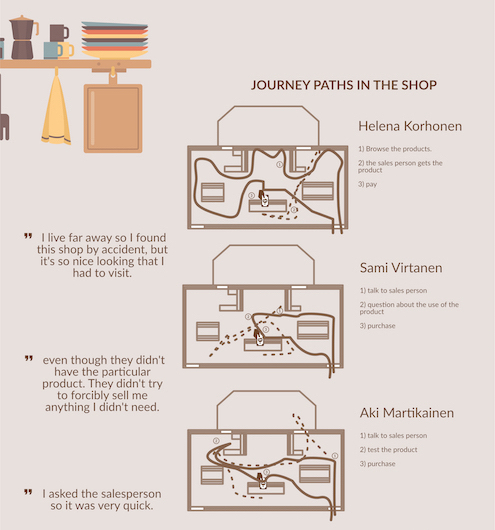 JOURNEY PATHS IN THE SHOP
Helena Korhonen
1) Browse the products.
2) the sales person gets the
product
3) pay
❞ I live far away so I found
this shop by accident, but
it's so nice looking that I
had to visit.
Sami Virtanen
1) talk to sales person
2) question about the use of the
product
3) purchase
❞ even though they didn't
have the particular
product. They didn't try
to forcibly sell me
anything I didn't need.
Aki Martikainen
1) talk to sales person
2) test the product
3) purchase
❞ I asked the salesperson
so it was very quick.